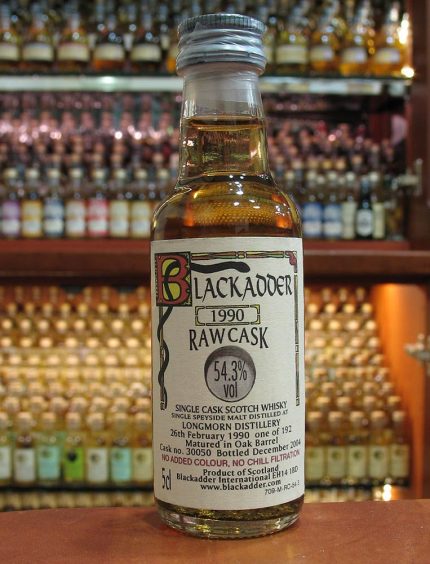 BLACKADDER
1990
RAW CASK
54.3%
vol
SINGLE CASK SCOTCH WHISKY
SINGLE SPEYSIDE MALT DISTILLED AT
LONGMORN DISTILLERY
26th February 1990 one of 192
Matured in Oak Barrel
Cask no. 30050 Bottled December 2004
NO ADDED COLOUR, NO CHILL FILTRATION
Product of Scotland
5cl
Blackadder International EH14 1RD
www.blackadder.com